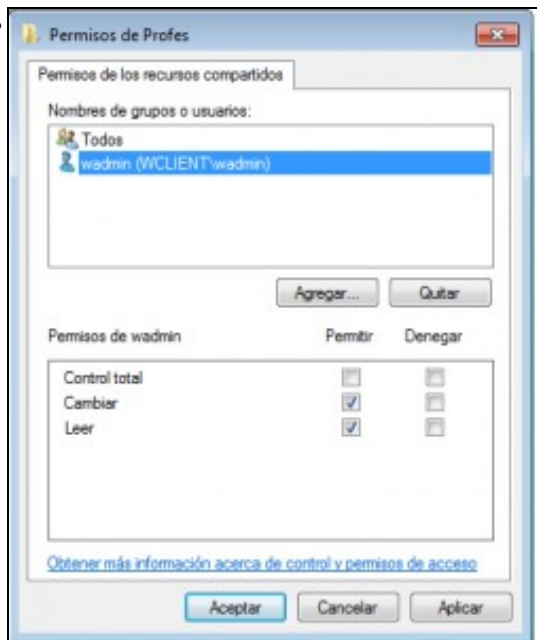 Permisos de Profes
Permisos de los recursos compartidos
Nombres de grupos o usuarios:
Todos
wadmin (WCLIENT\wadmin)
Agregar... Quitar
Permisos de wadmin Permitir Denegar
Control total
Cambiar
Leer
Obtener más información acerca de control y permisos de acceso
Aceptar Cancelar Aplicar